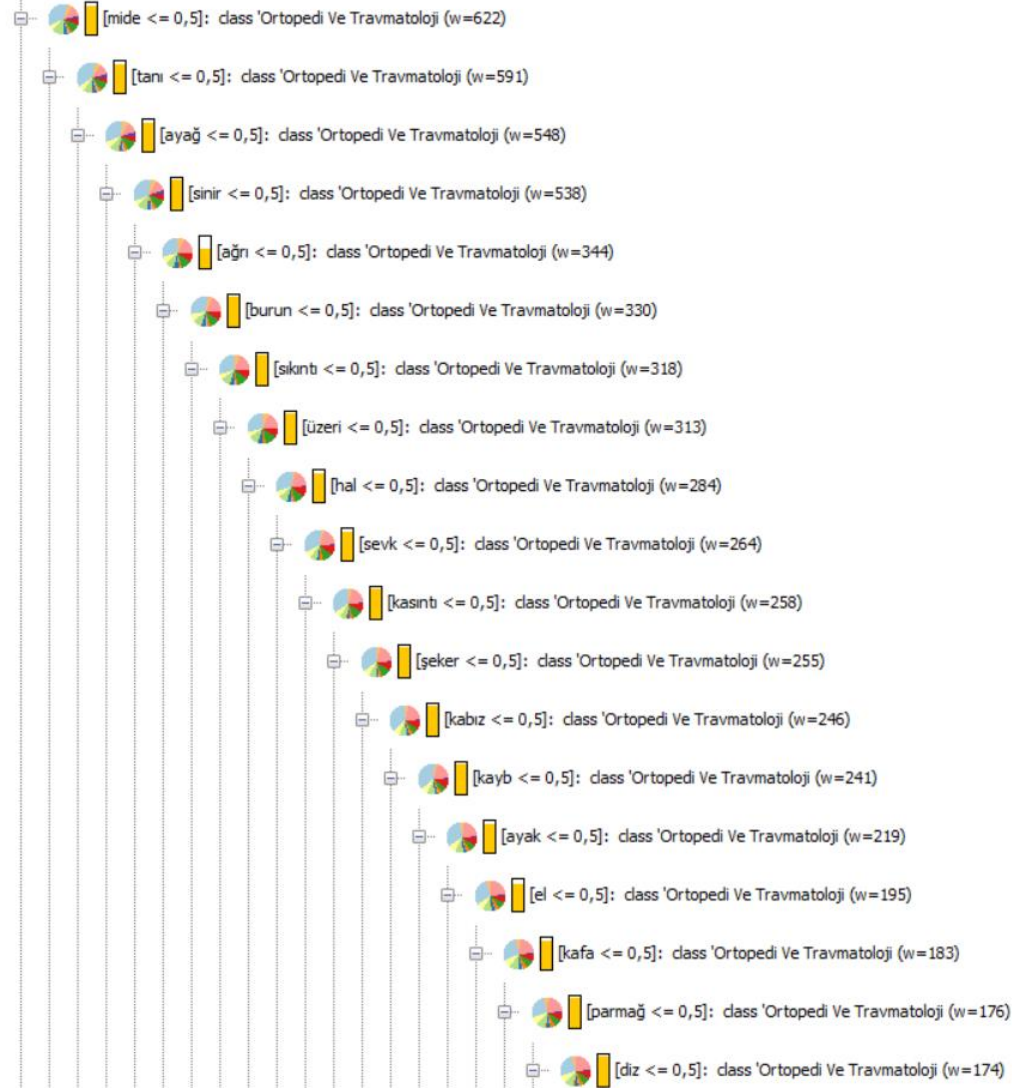 [mide <= 0,5]: class 'Ortopedi Ve Travmatoloji (w=622)
[tanı <= 0,5]: class 'Ortopedi Ve Travmatoloji (w=591)
[ayağ <= 0,5]: class 'Ortopedi Ve Travmatoloji (w=548)
[sinir <= 0,5]: class 'Ortopedi Ve Travmatoloji (w=538)
[ağrı <= 0,5]: class 'Ortopedi Ve Travmatoloji (w=344)
[burun <= 0,5]: class 'Ortopedi Ve Travmatoloji (w=330)
[sıkıntı <= 0,5]: class 'Ortopedi Ve Travmatoloji (w=318)
[üzeri <= 0,5]: class 'Ortopedi Ve Travmatoloji (w=313)
[hal <= 0,5]: class 'Ortopedi Ve Travmatoloji (w=284)
[sevk <= 0,5]: class 'Ortopedi Ve Travmatoloji (w=264)
[kasıntı <= 0,5]: class 'Ortopedi Ve Travmatoloji (w=258)
[şeker <= 0,5]: class 'Ortopedi Ve Travmatoloji (w=255)
[kabız <= 0,5]: class 'Ortopedi Ve Travmatoloji (w=246)
[kayb <= 0,5]: class 'Ortopedi Ve Travmatoloji (w=241)
[ayak <= 0,5]: class 'Ortopedi Ve Travmatoloji (w=219)
[el <= 0,5]: class 'Ortopedi Ve Travmatoloji (w=195)
[kafa <= 0,5]: class 'Ortopedi Ve Travmatoloji (w=183)
[parmağ <= 0,5]: class 'Ortopedi Ve Travmatoloji (w=176)
[diz <= 0,5]: class 'Ortopedi Ve Travmatoloji (w=174)